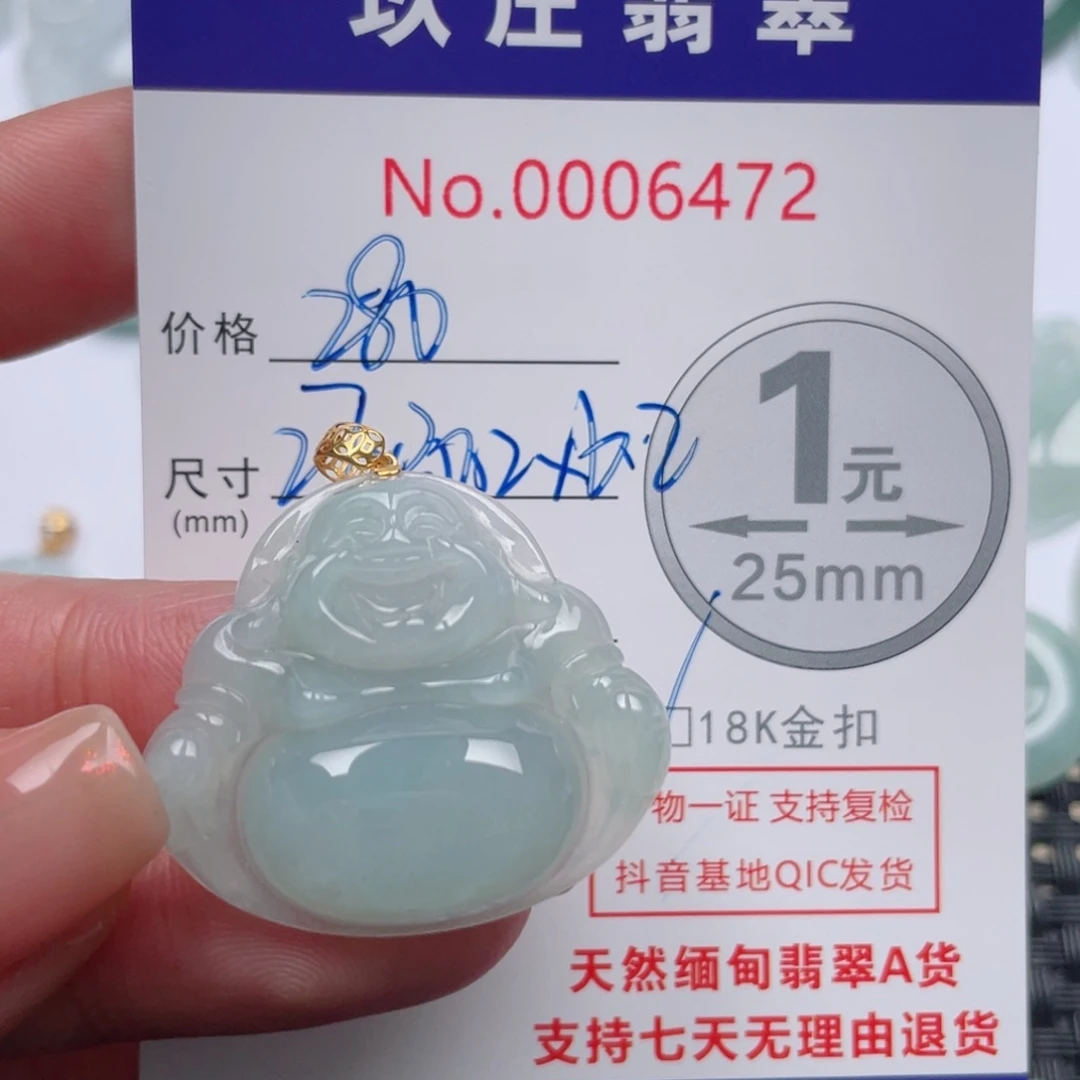 玖庄翡翠
No.0006472
价格 280
尺寸
(mm)
1元
25mm
18K金扣
物一证 支持复检
抖音基地QIC发货
天然缅甸翡翠A货
支持七天无理由退货